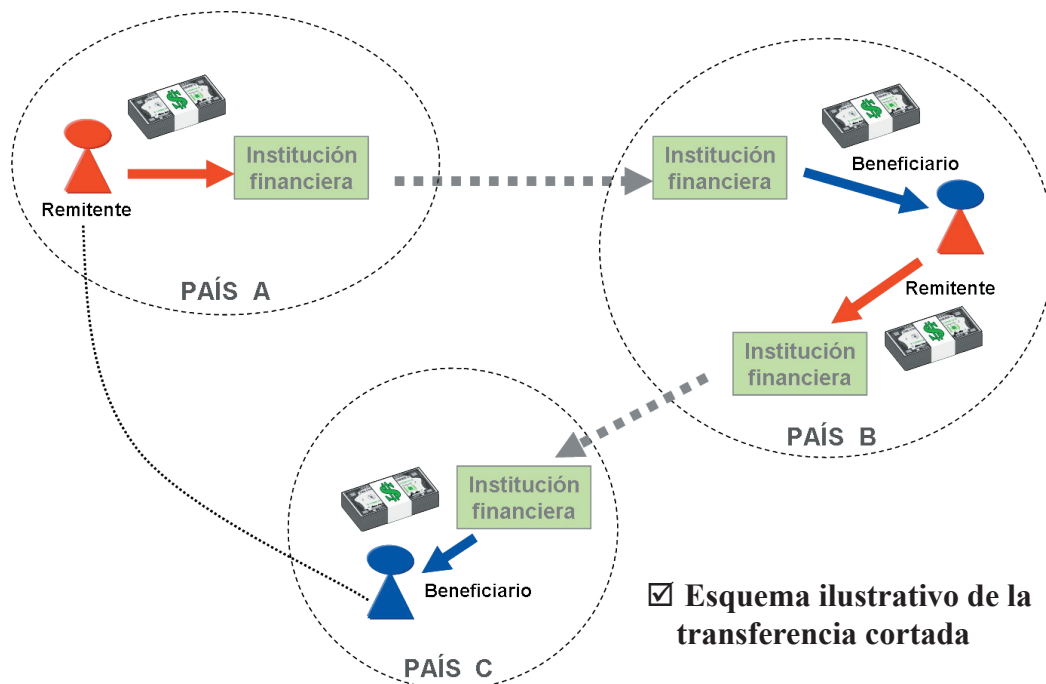 Remitente
Institución
financiera
PAÍS A
Institución
financiera
Beneficiario
Remitente
Institución
financiera
PAÍS B
Institución
financiera
Beneficiario
PAÍS C
☑ Esquema ilustrativo de la
transferencia cortada